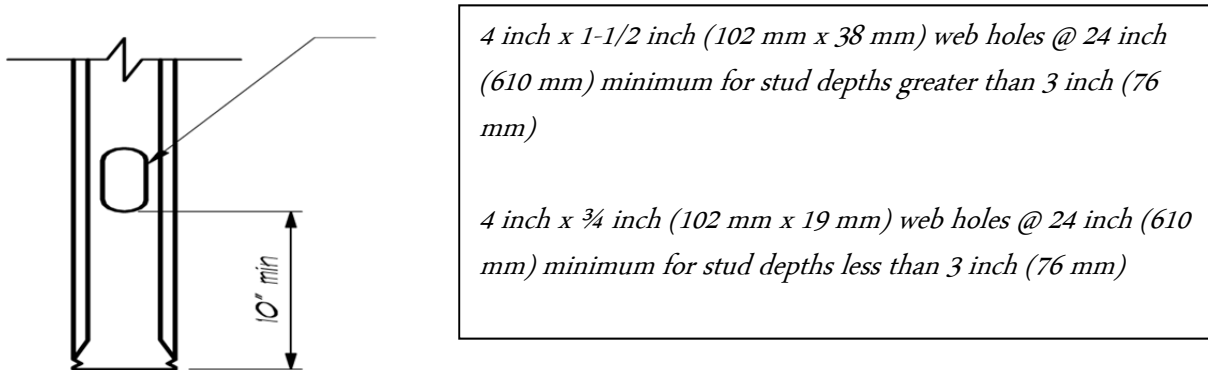 4 inch x 1-1/2 inch (102 mm x 38 mm) web holes @ 24 inch
(610 mm) minimum for stud depths greater than 3 inch (76
mm)
4 inch x ¾ inch (102 mm x 19 mm) web holes @ 24 inch (610
mm) minimum for stud depths less than 3 inch (76 mm)
10" min